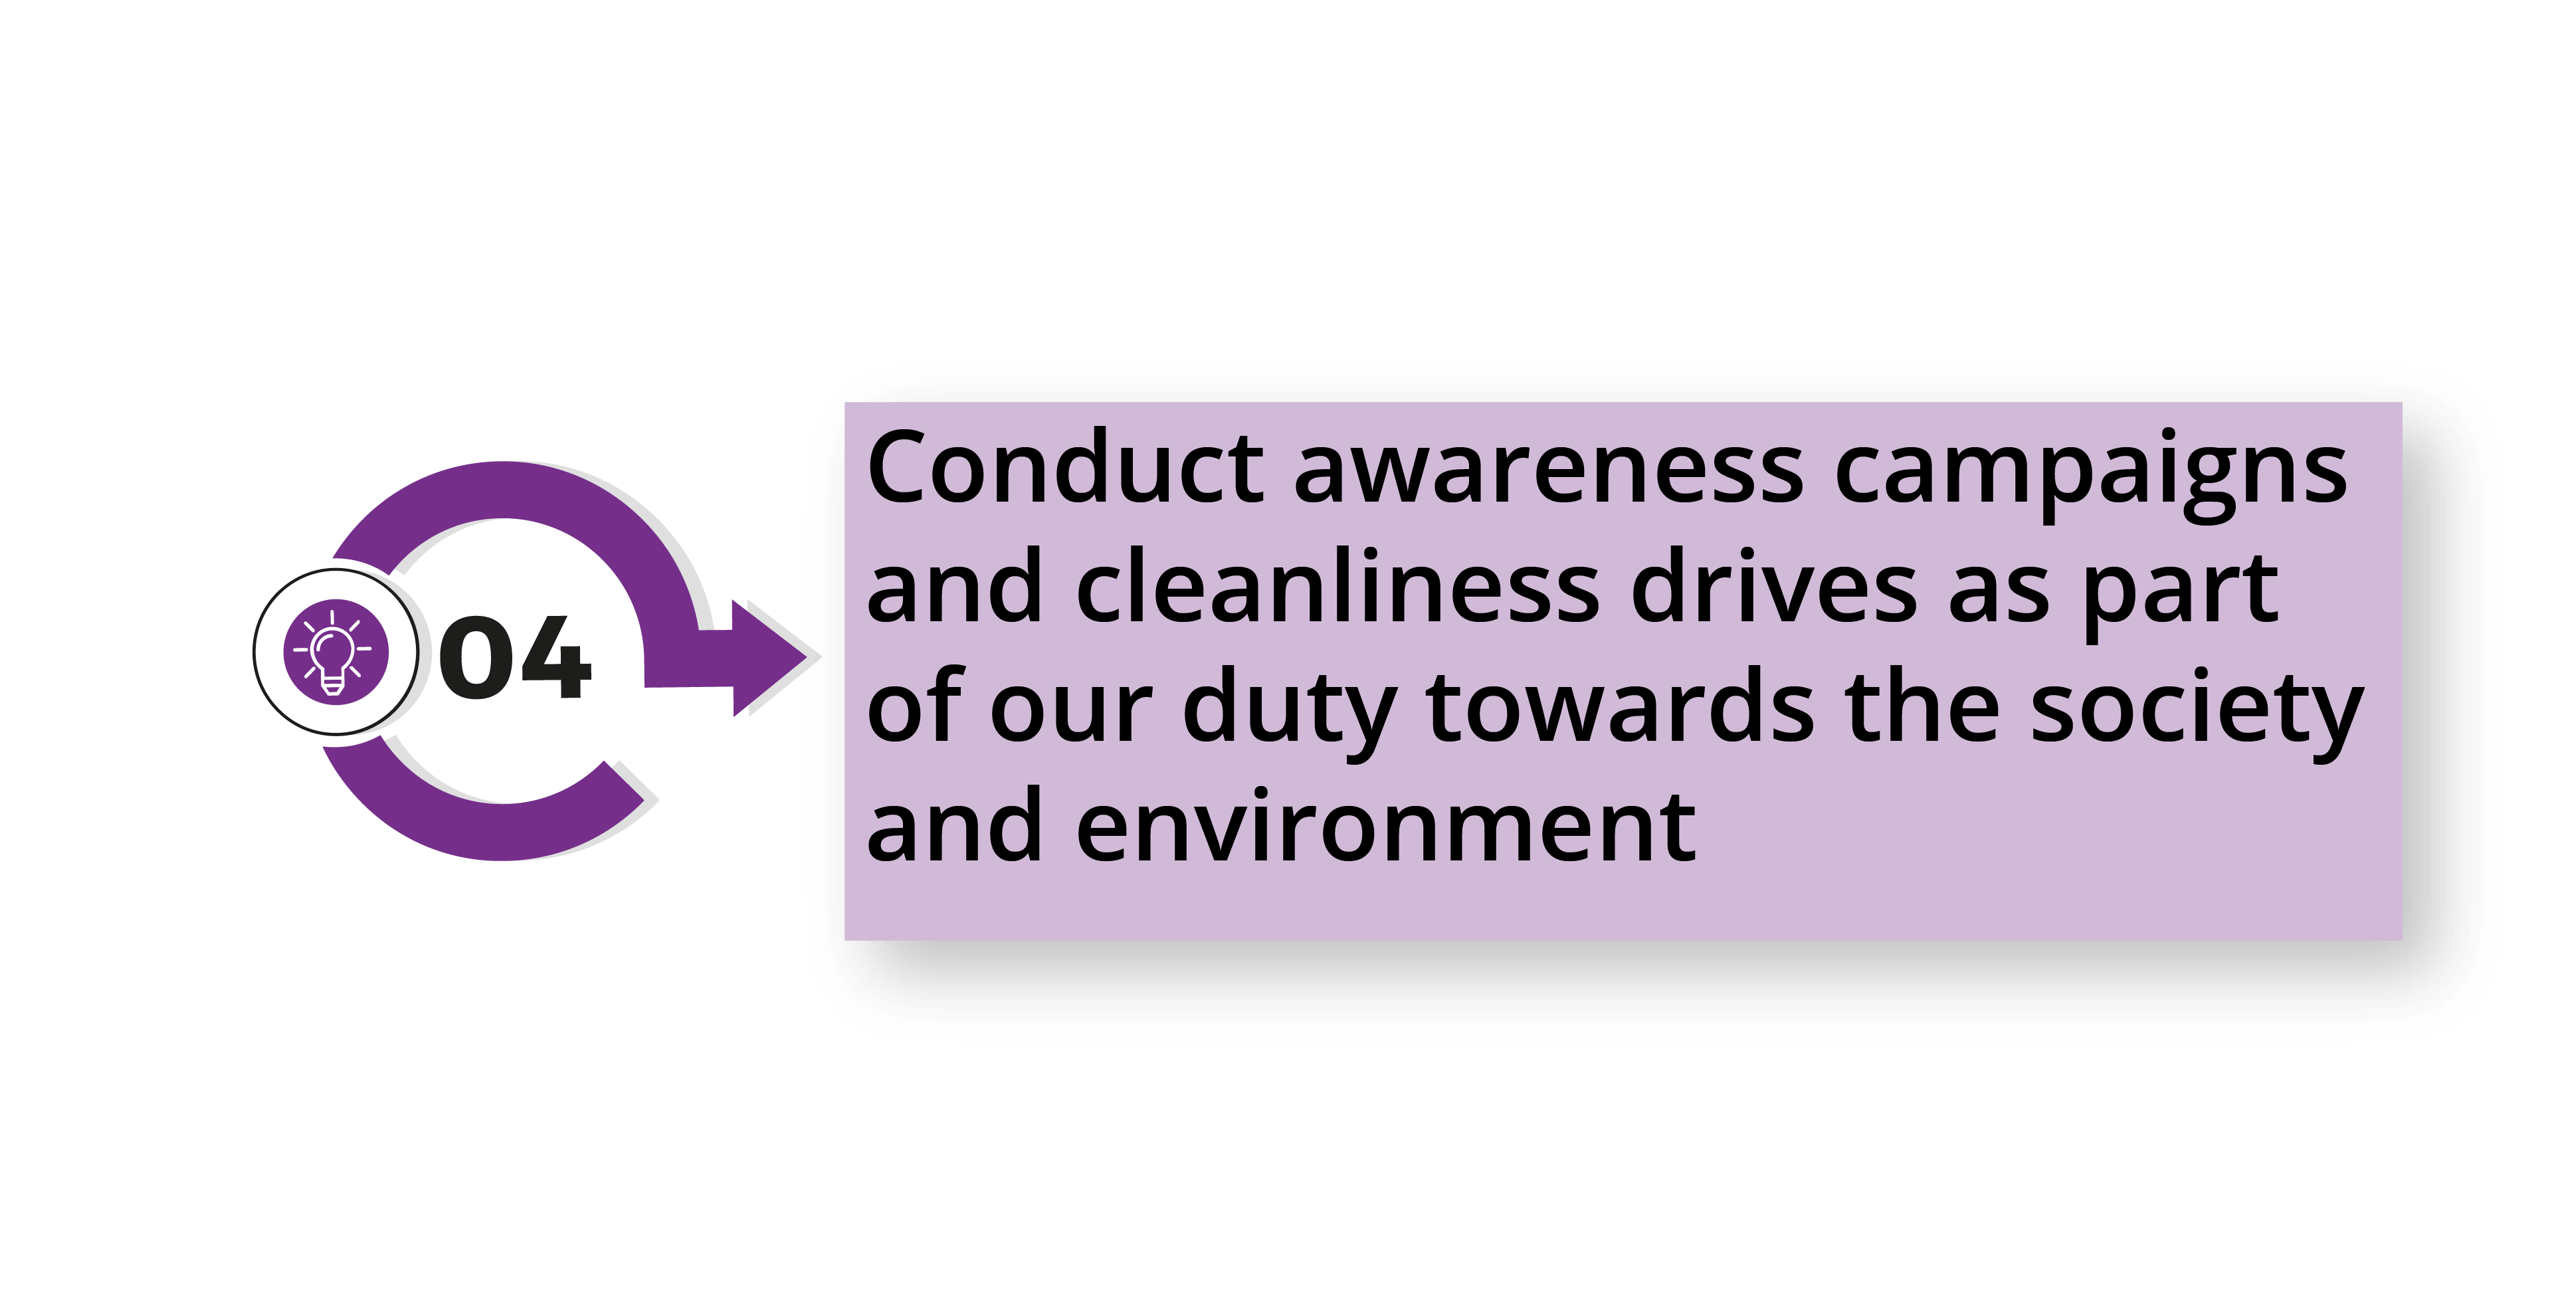 04
Conduct awareness campaigns
and cleanliness drives as part
of our duty towards the society
and environment